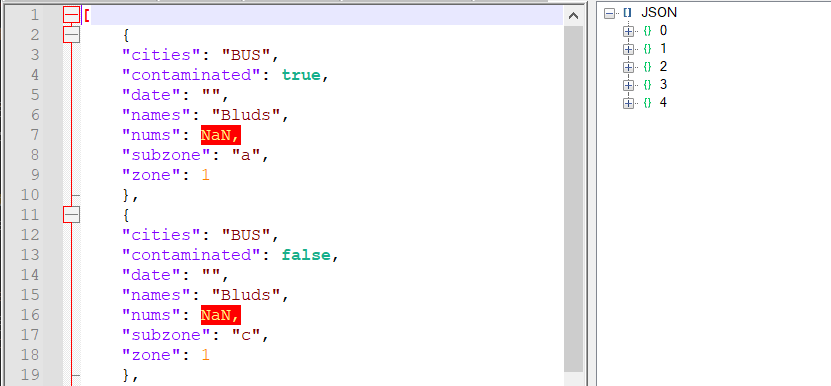 1 [
2 {
3 "cities": "BUS",
4 "contaminated": true,
5 "date": "",
6 "names": "Bluds",
7 "nums": NaN,
8 "subzone": "a",
9 "zone": 1
10 },
11 {
12 "cities": "BUS",
13 "contaminated": false,
14 "date": "",
15 "names": "Bluds",
16 "nums": NaN,
17 "subzone": "c",
18 "zone": 1
19 },
[] JSON
{} 0
{} 1
{} 2
{} 3
{} 4